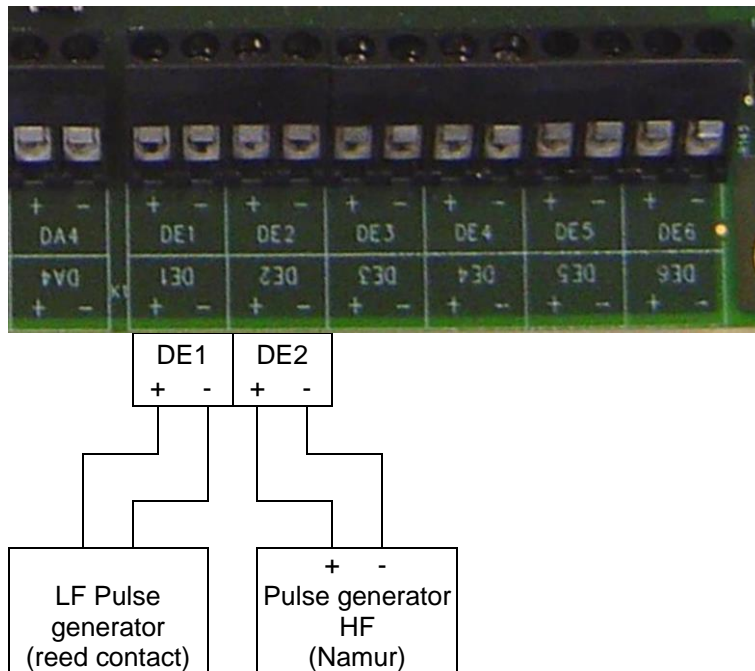 + - + - + - + - + - + - + -
DA4 DE1 DE2 DE3 DE4 DE5 DE6
DA4 X1 DE1 DE2 DE3 DE4 DE5 DE6
+ - + - + - + - + - + - + -
DE1 DE2
+ - + -
+ -
LF Pulse
generator
(reed contact)
Pulse generator
HF
(Namur)